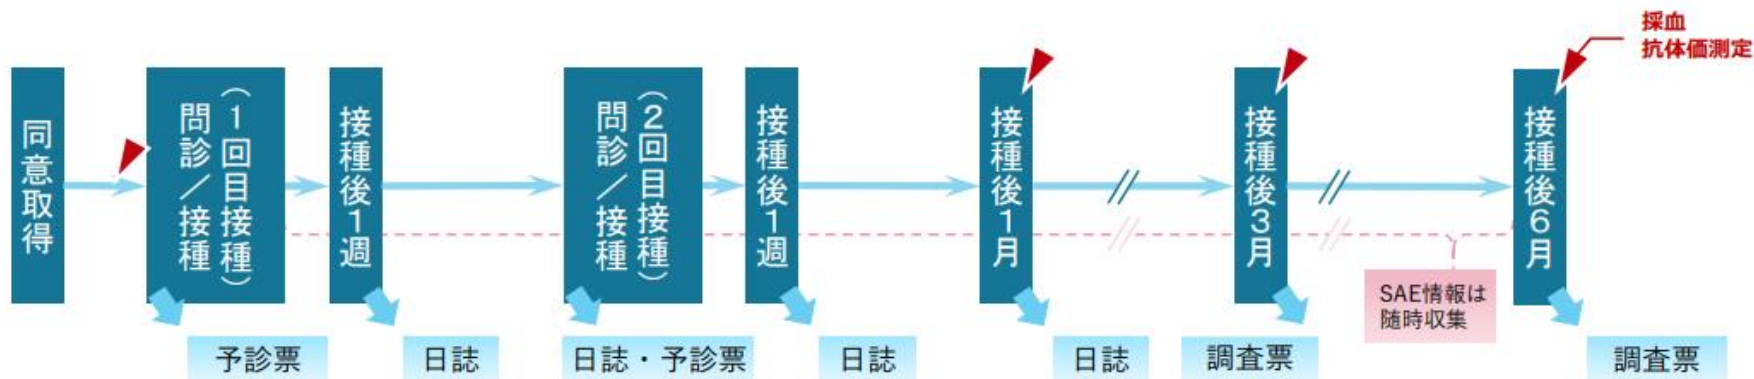 採血
抗体価測定
同意取得
（1回目接種）
問診／接種
接種後1週
（2回目接種）
問診／接種
接種後1週
接種後1月
接種後3月
接種後6月
SAE情報は
随時収集
予診票
日誌
日誌・予診票
日誌
日誌
調査票
調査票